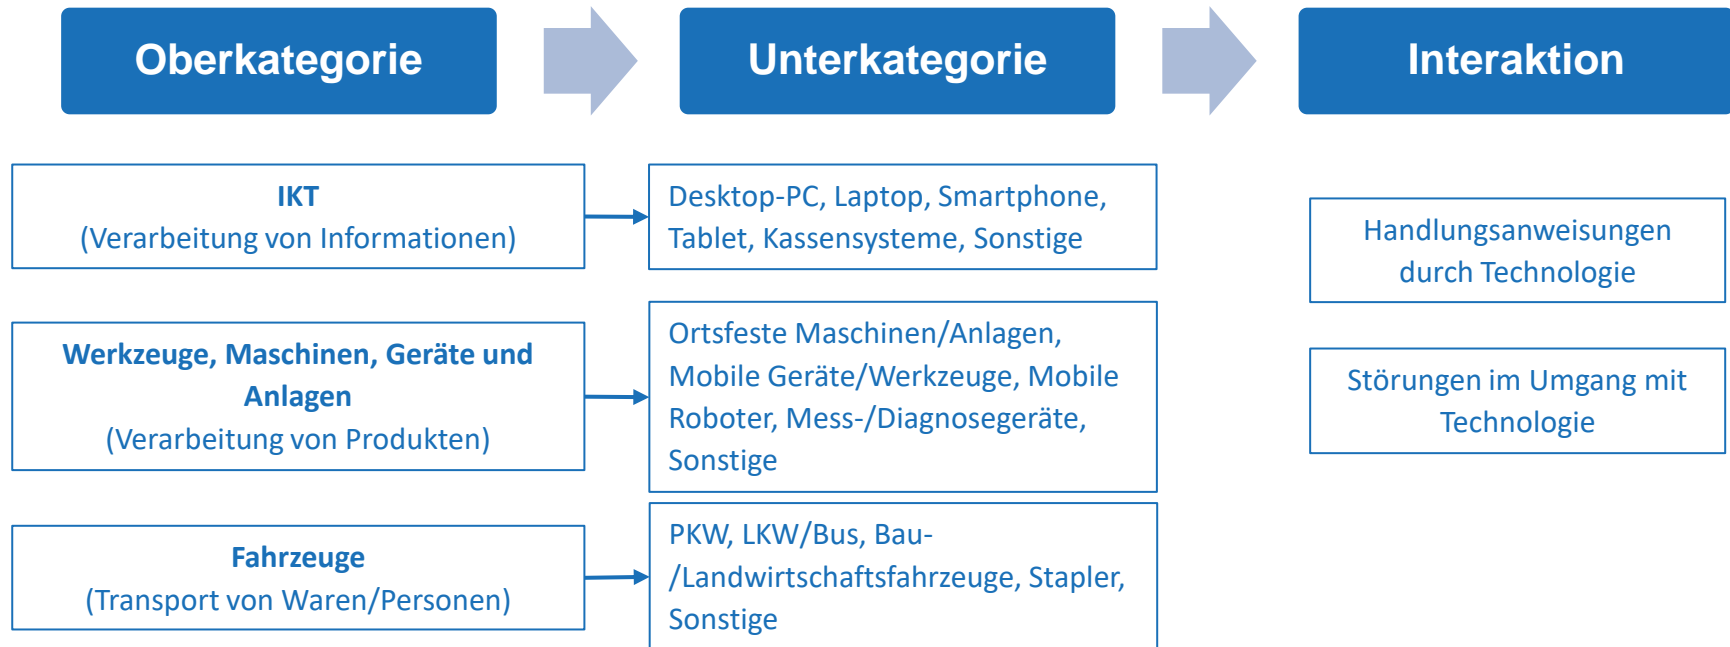 Oberkategorie
Unterkategorie
Interaktion
IKT
(Verarbeitung von Informationen)
Desktop-PC, Laptop, Smartphone,
Tablet, Kassensysteme, Sonstige
Handlungsanweisungen
durch Technologie
Werkzeuge, Maschinen, Geräte und
Anlagen
(Verarbeitung von Produkten)
Ortsfeste Maschinen/Anlagen,
Mobile Geräte/Werkzeuge, Mobile
Roboter, Mess-/Diagnosegeräte,
Sonstige
Störungen im Umgang mit
Technologie
Fahrzeuge
(Transport von Waren/Personen)
PKW, LKW/Bus, Bau-
/Landwirtschaftsfahrzeuge, Stapler,
Sonstige